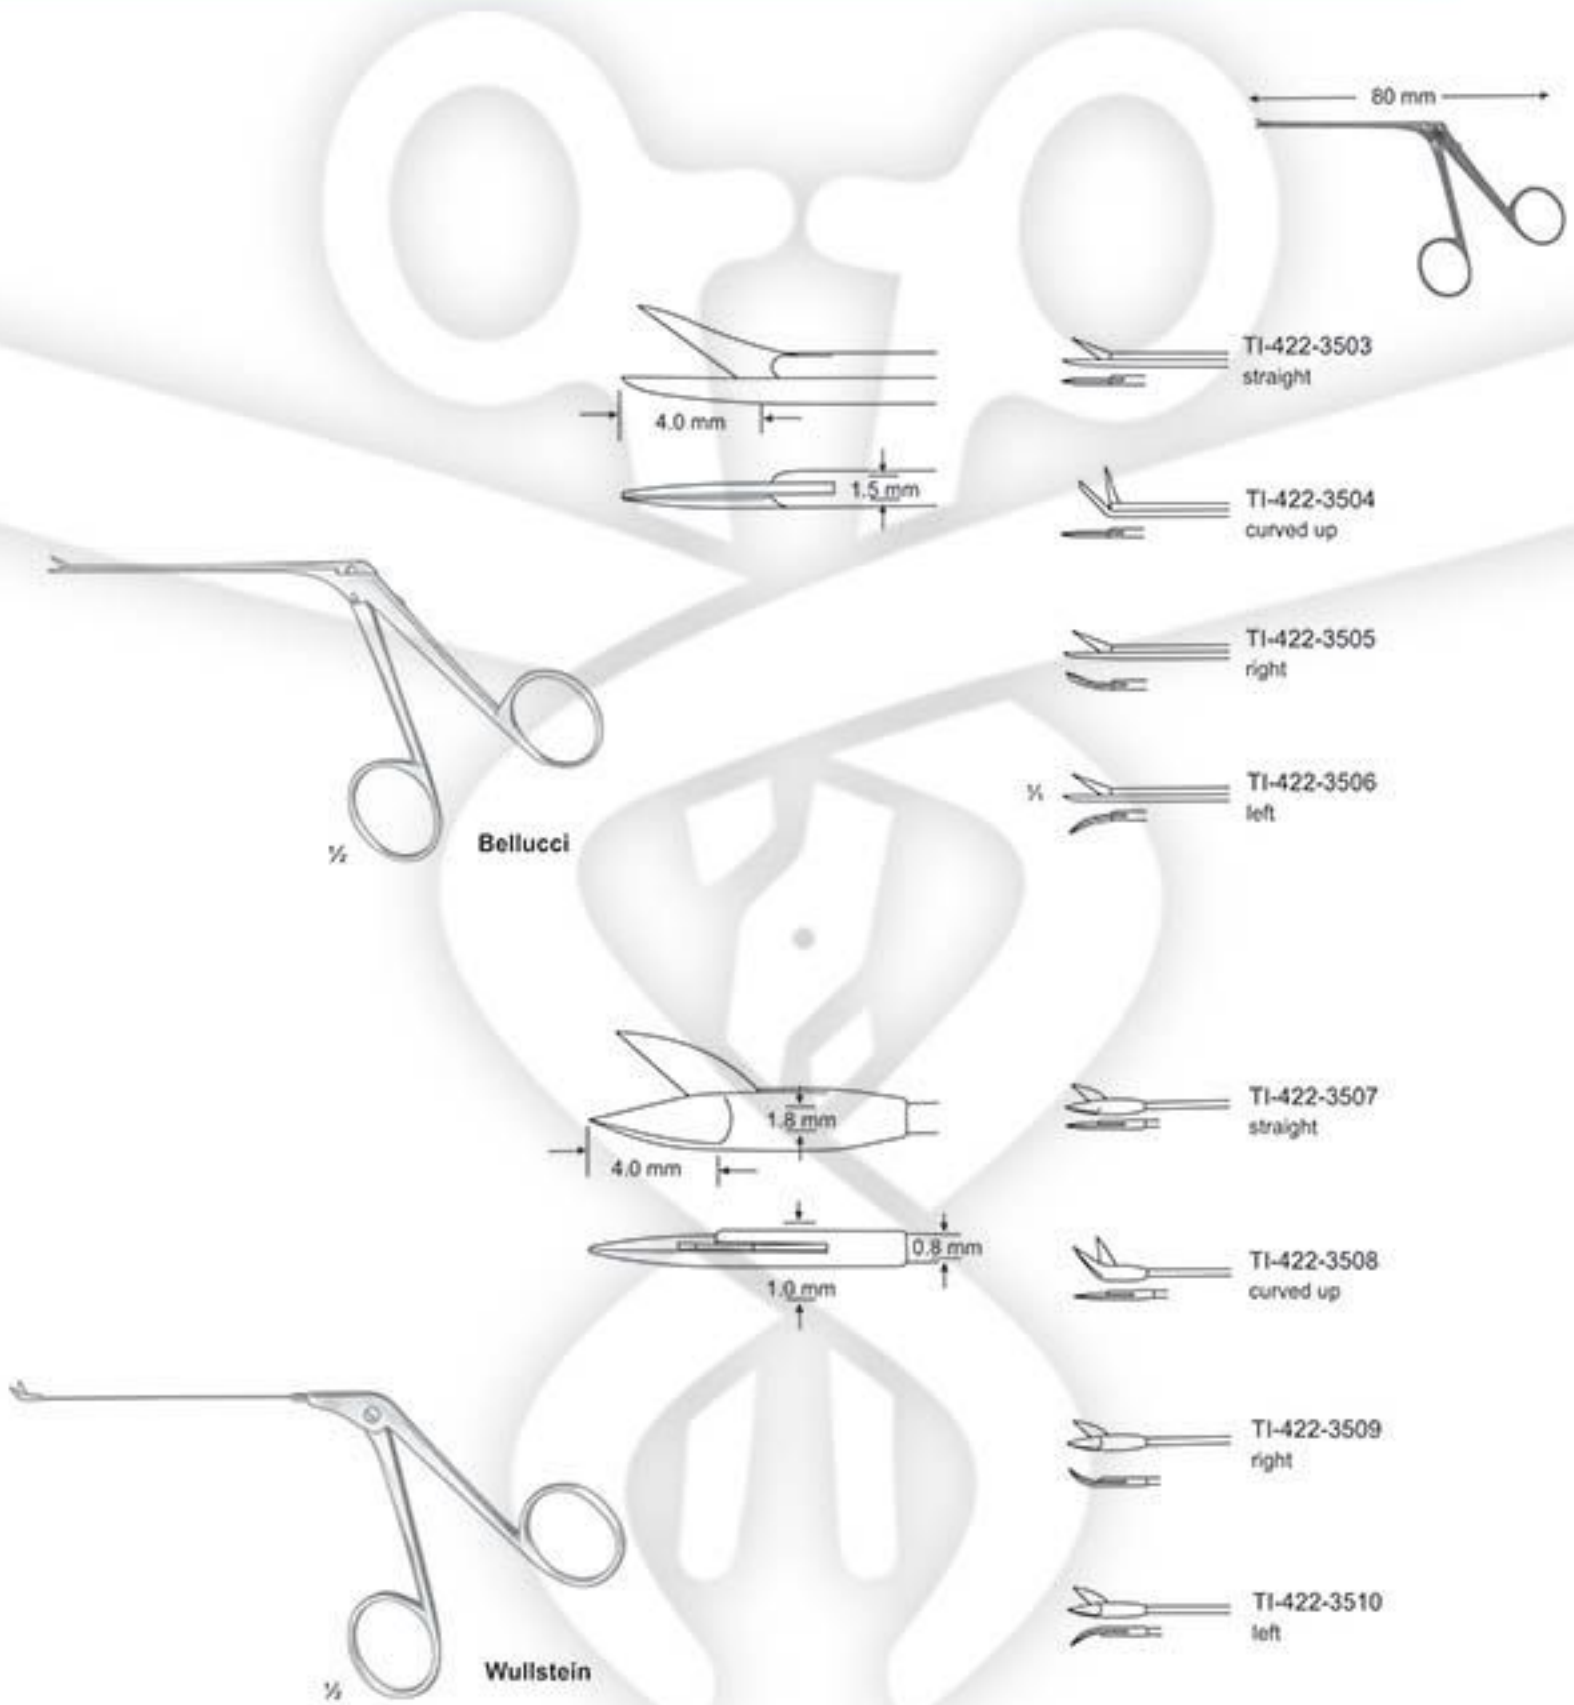 80 mm
TI-422-3503
straight
4.0 mm
1.5 mm
TI-422-3504
curved up
TI-422-3505
right
½
Bellucci
⅟₁
TI-422-3506
left
1.8 mm
4.0 mm
TI-422-3507
straight
0.8 mm
1.0 mm
TI-422-3508
curved up
TI-422-3509
right
½
Wullstein
TI-422-3510
left